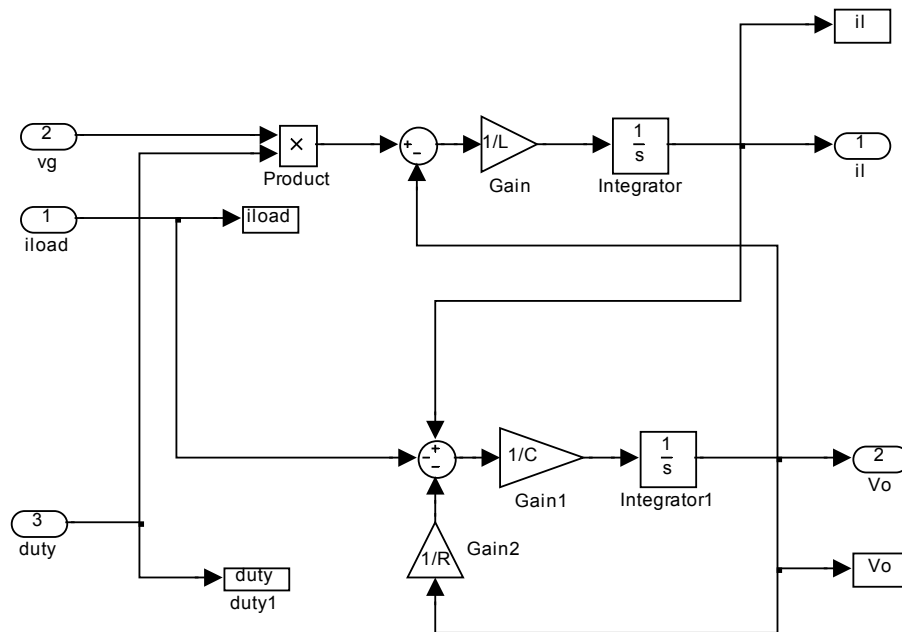 il
2
vg
×
Product
+
−
1/L
Gain
1
s
Integrator
1
il
1
iload
iload
+
−
−
1/C
Gain1
1
s
Integrator1
2
Vo
3
duty
1/R
Gain2
duty
duty1
Vo